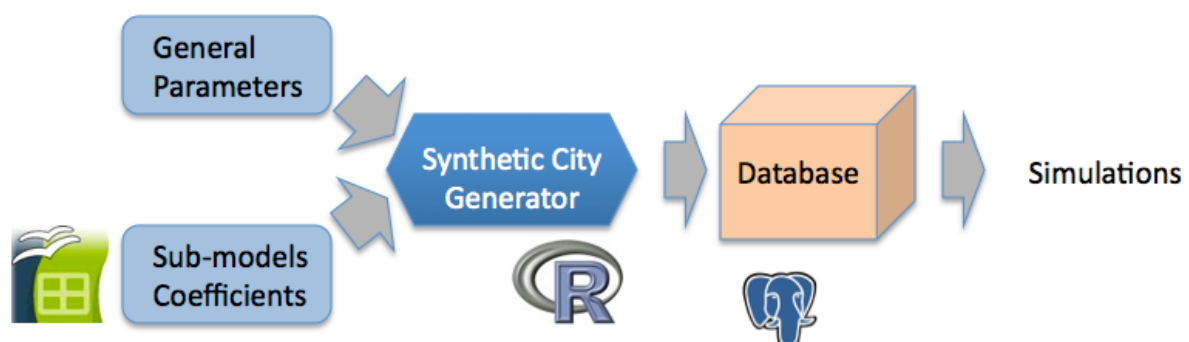 General
Parameters
Synthetic City
Generator
Database
Simulations
Sub-models
Coefficients
R